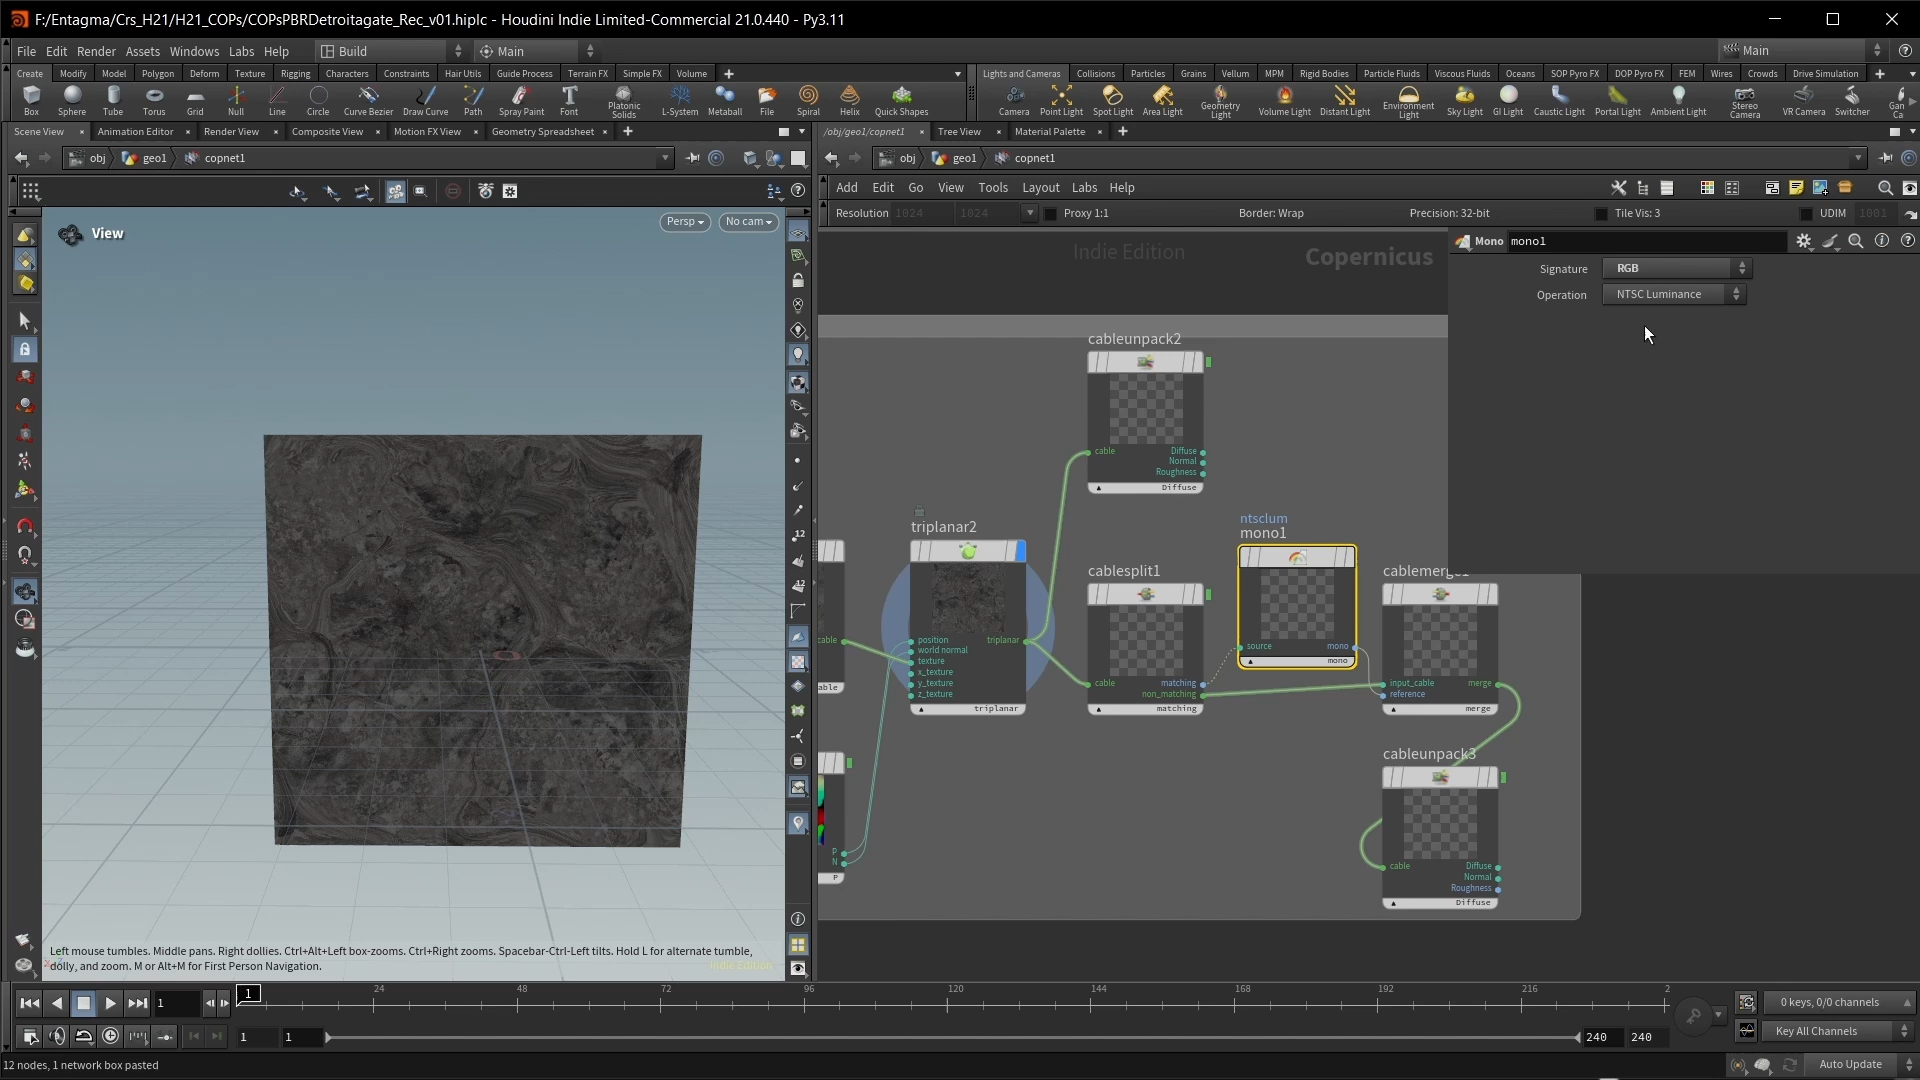 F:/Entagma/Crs_H21/H21_COPs/COPsPBRDetroitagate_Rec_v01.hiplc - Houdini Indie Limited-Commercial 21.0.440 - Py3.11
File Edit Render Assets Windows Labs Help Build Main Main
Create Modify Model Polygon Deform Texture Rigging Characters Constraints Hair Utils Guide Process Terrain FX Simple FX Volume
Lights and Cameras Collisions Particles Grains Vellum MPM Rigid Bodies Particle Fluids Viscous Fluids Oceans SOP Pyro FX DOP Pyro FX FEM Wires Crowds Drive Simulation
Box Sphere Tube Torus Grid Null Line Circle Curve Bezier Draw Curve Path Spray Paint Font Platonic Solids L-System Metaball File Spiral Helix Quick Shapes
Camera Point Light Spot Light Area Light Geometry Light Volume Light Distant Light Environment Light Sky Light GI Light Caustic Light Portal Light Ambient Light Stereo Camera VR Camera Switcher
Scene View Animation Editor Render View Composite View Motion FX View Geometry Spreadsheet
/obj/geo1/copnet1 Tree View Material Palette
obj geo1 copnet1
obj geo1 copnet1
Add Edit Go View Tools Layout Labs Help
Resolution 1024 1024 Proxy 1:1 Border: Wrap Precision: 32-bit Tile Vis: 3 UDIM 1001
View
Persp No cam
Indie Edition
Copernicus
Mono mono1
Signature RGB
Operation NTSC Luminance
cableunpack2
cable Diffuse
Normal
Roughness
Diffuse
triplanar2
position triplanar
world normal
texture
x_texture
y_texture
z_texture
triplanar
cablesplit1
cable matching
non_matching
matching
ntsclum
mono1
source mono
mono
input_cable merge
reference
merge
cableunpack3
cable Diffuse
Normal
Roughness
Diffuse
P
N
P
12
12
Left mouse tumbles. Middle pans. Right dollies. Ctrl+Alt+Left box-zooms. Ctrl+Right zooms. Spacebar-Ctrl-Left tilts. Hold L for alternate tumble,
dolly, and zoom. M or Alt+M for First Person Navigation.
Indie Edition
1 1 24 48 72 96 120 144 168 192 216 2
0 keys, 0/0 channels
1 1 240 240 Key All Channels
12 nodes, 1 network box pasted
Auto Update